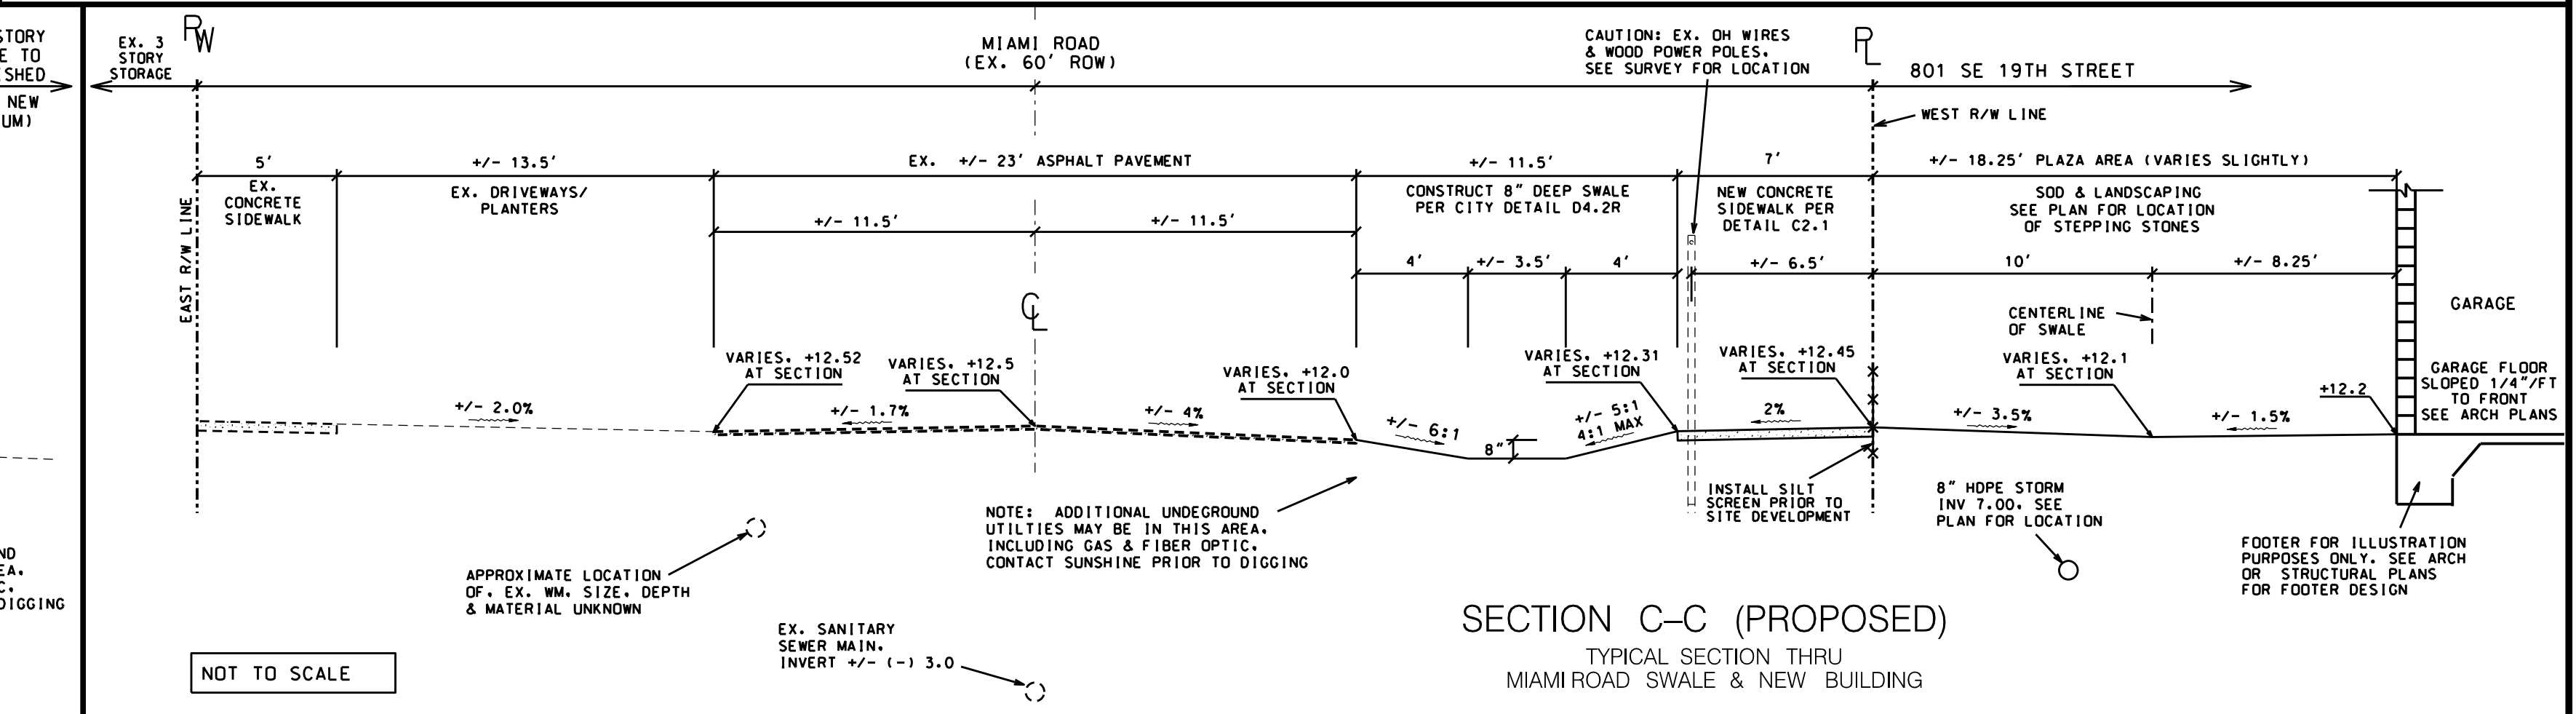 STORY
E TO
SHED
NEW
UM)
ND
EA.
C.
DIGGING
EX. 3
STORY
STORAGE
R/W
MIAMI ROAD
(EX. 60' ROW)
CAUTION: EX. OH WIRES
& WOOD POWER POLES.
SEE SURVEY FOR LOCATION
PL
801 SE 19TH STREET
WEST R/W LINE
5'
+/- 13.5'
EX. +/- 23' ASPHALT PAVEMENT
+/- 11.5'
7'
+/- 18.25' PLAZA AREA (VARIES SLIGHTLY)
EX.
CONCRETE
SIDEWALK
EX. DRIVEWAYS/
PLANTERS
CONSTRUCT 8" DEEP SWALE
PER CITY DETAIL D4.2R
NEW CONCRETE
SIDEWALK PER
DETAIL C2.1
SOD & LANDSCAPING
SEE PLAN FOR LOCATION
OF STEPPING STONES
EAST R/W LINE
+/- 11.5'
+/- 11.5'
4'
+/- 3.5'
4'
+/- 6.5'
10'
+/- 8.25'
CL
CENTERLINE
OF SWALE
GARAGE
VARIES. +12.52
AT SECTION
VARIES. +12.5
AT SECTION
VARIES. +12.0
AT SECTION
VARIES. +12.31
AT SECTION
VARIES. +12.45
AT SECTION
VARIES. +12.1
AT SECTION
+12.2
GARAGE FLOOR
SLOPED 1/4"/FT
TO FRONT
SEE ARCH PLANS
+/- 2.0%
+/- 1.7%
+/- 4%
+/- 6:1
8"
+/- 5:1
4:1 MAX
2%
+/- 3.5%
+/- 1.5%
INSTALL SILT
SCREEN PRIOR TO
SITE DEVELOPMENT
8" HDPE STORM
INV 7.00. SEE
PLAN FOR LOCATION
NOTE: ADDITIONAL UNDEGROUND
UTILTIES MAY BE IN THIS AREA.
INCLUDING GAS & FIBER OPTIC.
CONTACT SUNSHINE PRIOR TO DIGGING
FOOTER FOR ILLUSTRATION
PURPOSES ONLY. SEE ARCH
OR STRUCTURAL PLANS
FOR FOOTER DESIGN
APPROXIMATE LOCATION
OF. EX. WM. SIZE. DEPTH
& MATERIAL UNKNOWN
EX. SANITARY
SEWER MAIN.
INVERT +/- (-) 3.0
NOT TO SCALE
SECTION C–C (PROPOSED)
TYPICAL SECTION THRU
MIAMI ROAD SWALE & NEW BUILDING